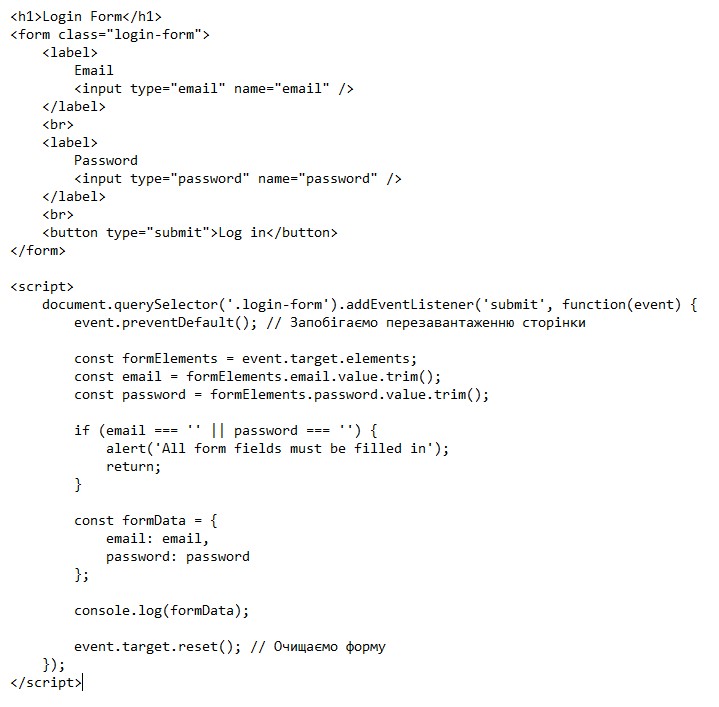 <h1>Login Form</h1>
<form class="login-form">
    <label>
        Email
        <input type="email" name="email" />
    </label>
    <br>
    <label>
        Password
        <input type="password" name="password" />
    </label>
    <br>
    <button type="submit">Log in</button>
</form>

<script>
    document.querySelector('.login-form').addEventListener('submit', function(event) {
        event.preventDefault(); // Запобігаємо перезавантаженню сторінки

        const formElements = event.target.elements;
        const email = formElements.email.value.trim();
        const password = formElements.password.value.trim();

        if (email === '' || password === '') {
            alert('All form fields must be filled in');
            return;
        }

        const formData = {
            email: email,
            password: password
        };

        console.log(formData);

        event.target.reset(); // Очищаємо форму
    });
</script>